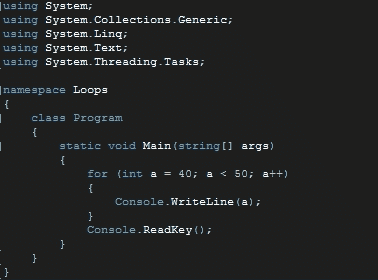 using System;
using System.Collections.Generic;
using System.Linq;
using System.Text;
using System.Threading.Tasks;
namespace Loops
{
class Program
{
static void Main(string[] args)
{
for (int a = 40; a < 50; a++)
{
Console.WriteLine(a);
}
Console.ReadKey();
}
}
}